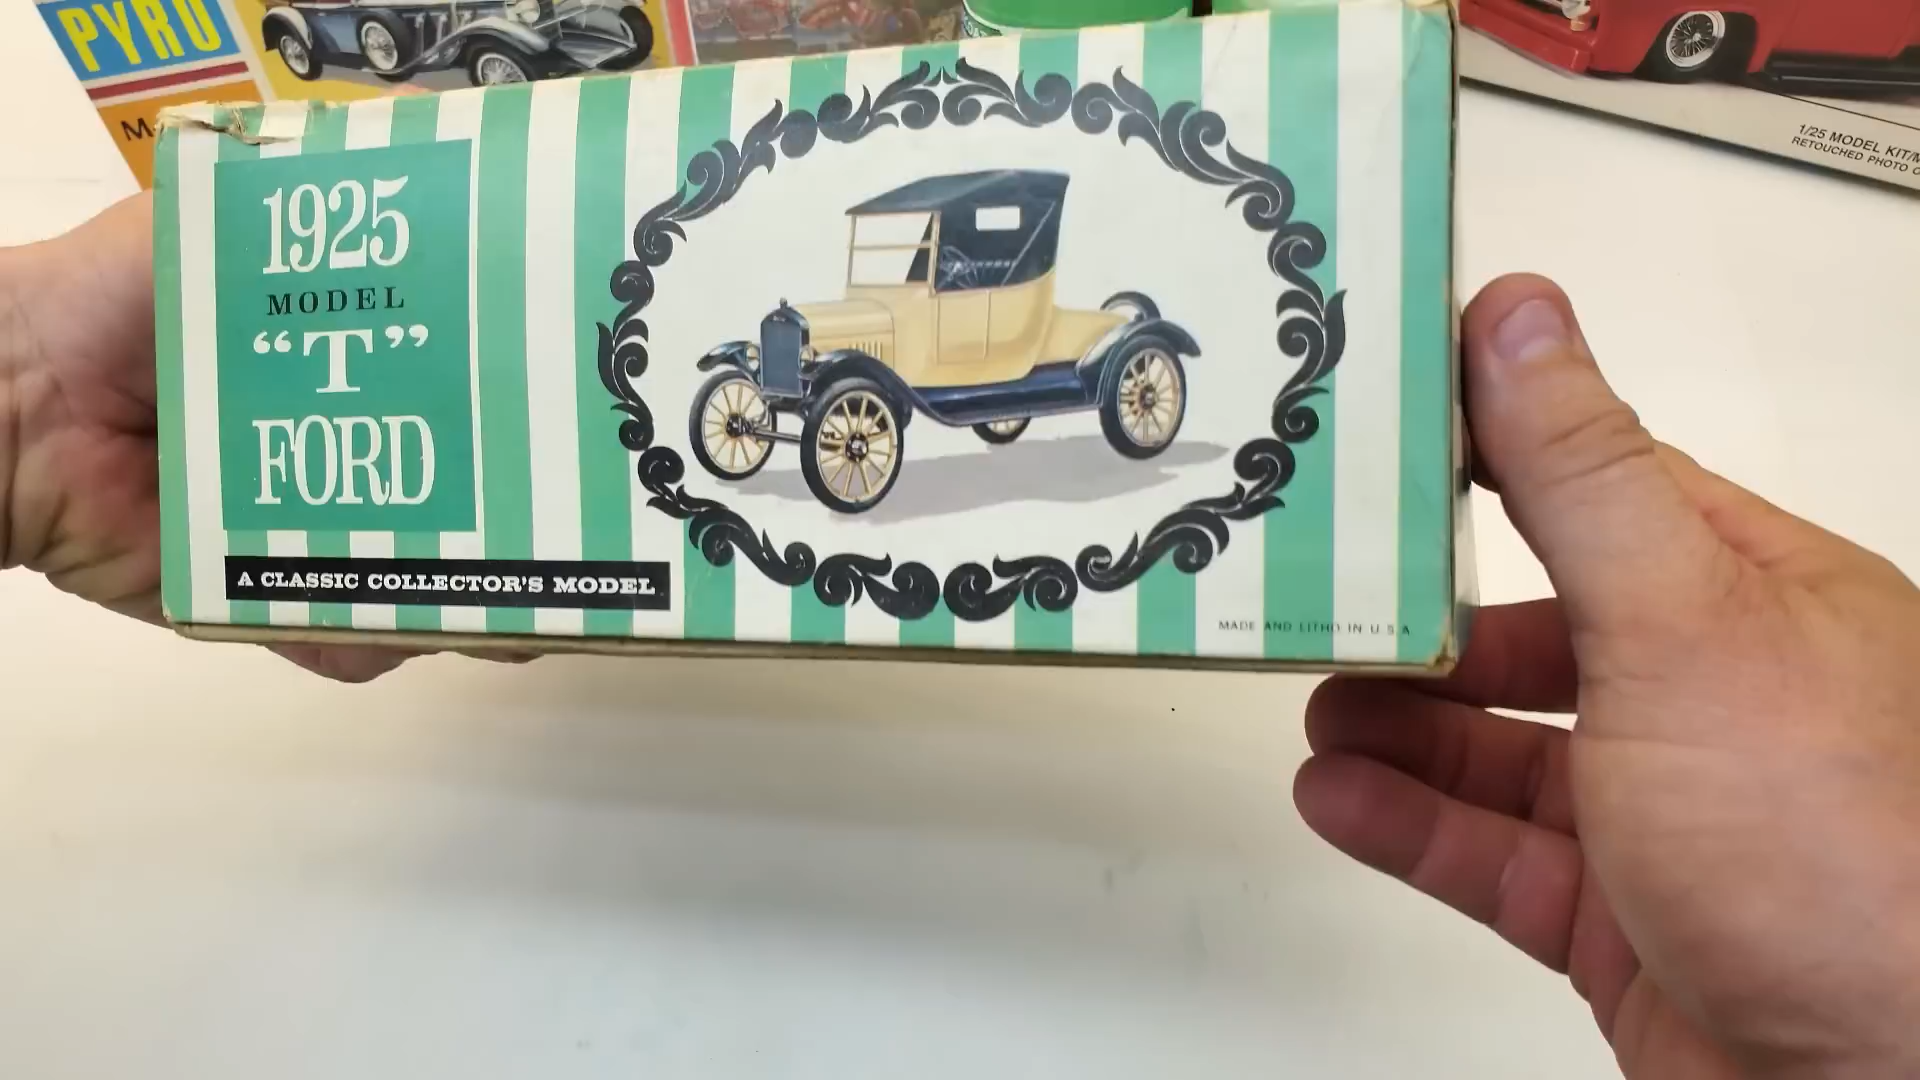 PYRO
1/25 MODEL KIT/
RETOUCHED PHOTO
1925
MODEL
“T”
FORD
A CLASSIC COLLECTOR'S MODEL
MADE AND LITHO IN U S A